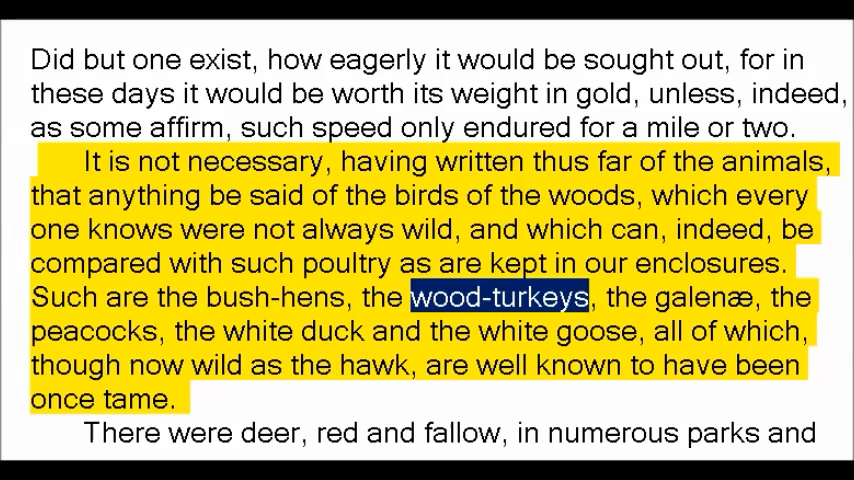 Did but one exist, how eagerly it would be sought out, for in
these days it would be worth its weight in gold, unless, indeed,
as some affirm, such speed only endured for a mile or two.
It is not necessary, having written thus far of the animals,
that anything be said of the birds of the woods, which every
one knows were not always wild, and which can, indeed, be
compared with such poultry as are kept in our enclosures.
Such are the bush-hens, the wood-turkeys, the galenæ, the
peacocks, the white duck and the white goose, all of which,
though now wild as the hawk, are well known to have been
once tame.
There were deer, red and fallow, in numerous parks and